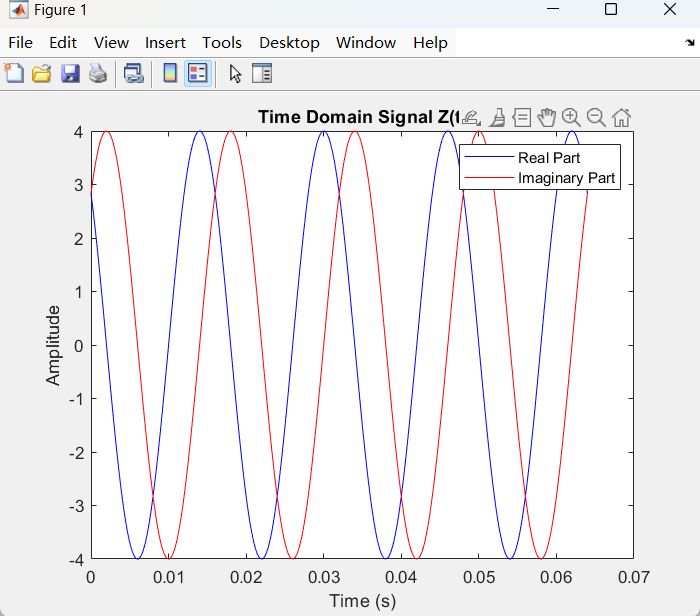 Figure 1
File Edit View Insert Tools Desktop Window Help
Time Domain Signal Z(t
Real Part
Imaginary Part
4
3
2
1
0
-1
-2
-3
-4
Amplitude
0 0.01 0.02 0.03 0.04 0.05 0.06 0.07
Time (s)